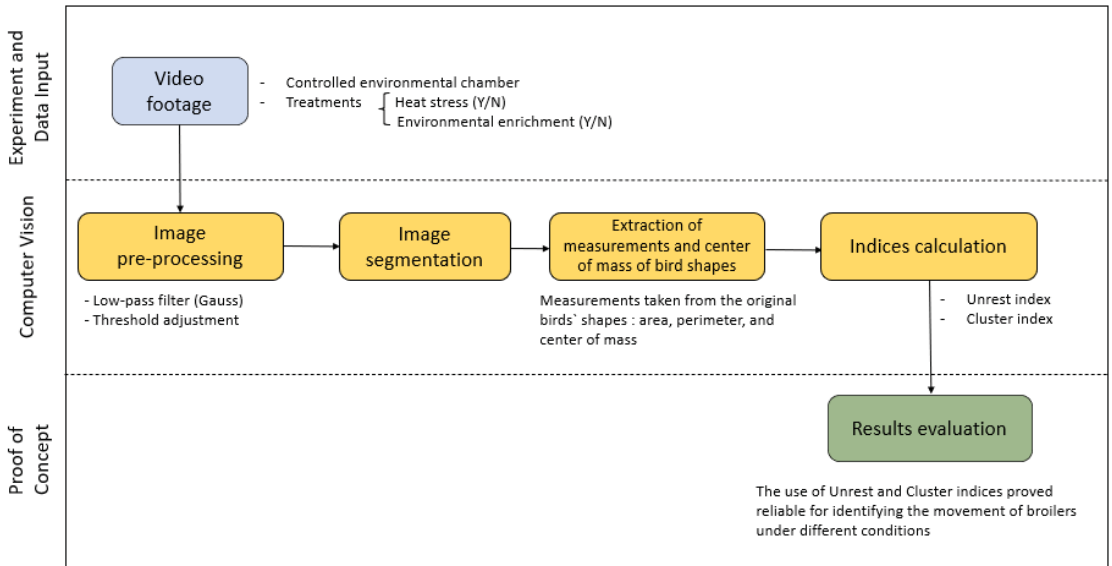 Experiment and
Data Input
Video
footage
- Controlled environmental chamber
- Treatments
Heat stress (Y/N)
Environmental enrichment (Y/N)
Computer Vision
Image
pre-processing
- Low-pass filter (Gauss)
- Threshold adjustment
Image
segmentation
Extraction of
measurements and center
of mass of bird shapes
Measurements taken from the original
birds` shapes : area, perimeter, and
center of mass
Indices calculation
- Unrest index
- Cluster index
Proof of
Concept
Results evaluation
The use of Unrest and Cluster indices proved
reliable for identifying the movement of broilers
under different conditions